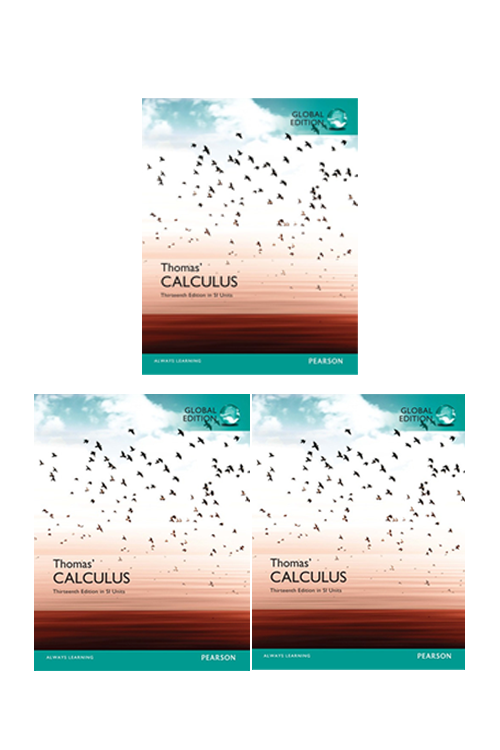 GLOBAL
EDITION
Thomas'
CALCULUS
Thirteenth Edition in SI Units
ALWAYS LEARNING
PEARSON
GLOBAL
EDITION
Thomas'
CALCULUS
Thirteenth Edition in SI Units
ALWAYS LEARNING
PEARSON
GLOBAL
EDITION
Thomas'
CALCULUS
Thirteenth Edition in SI Units
ALWAYS LEARNING
PEARSON